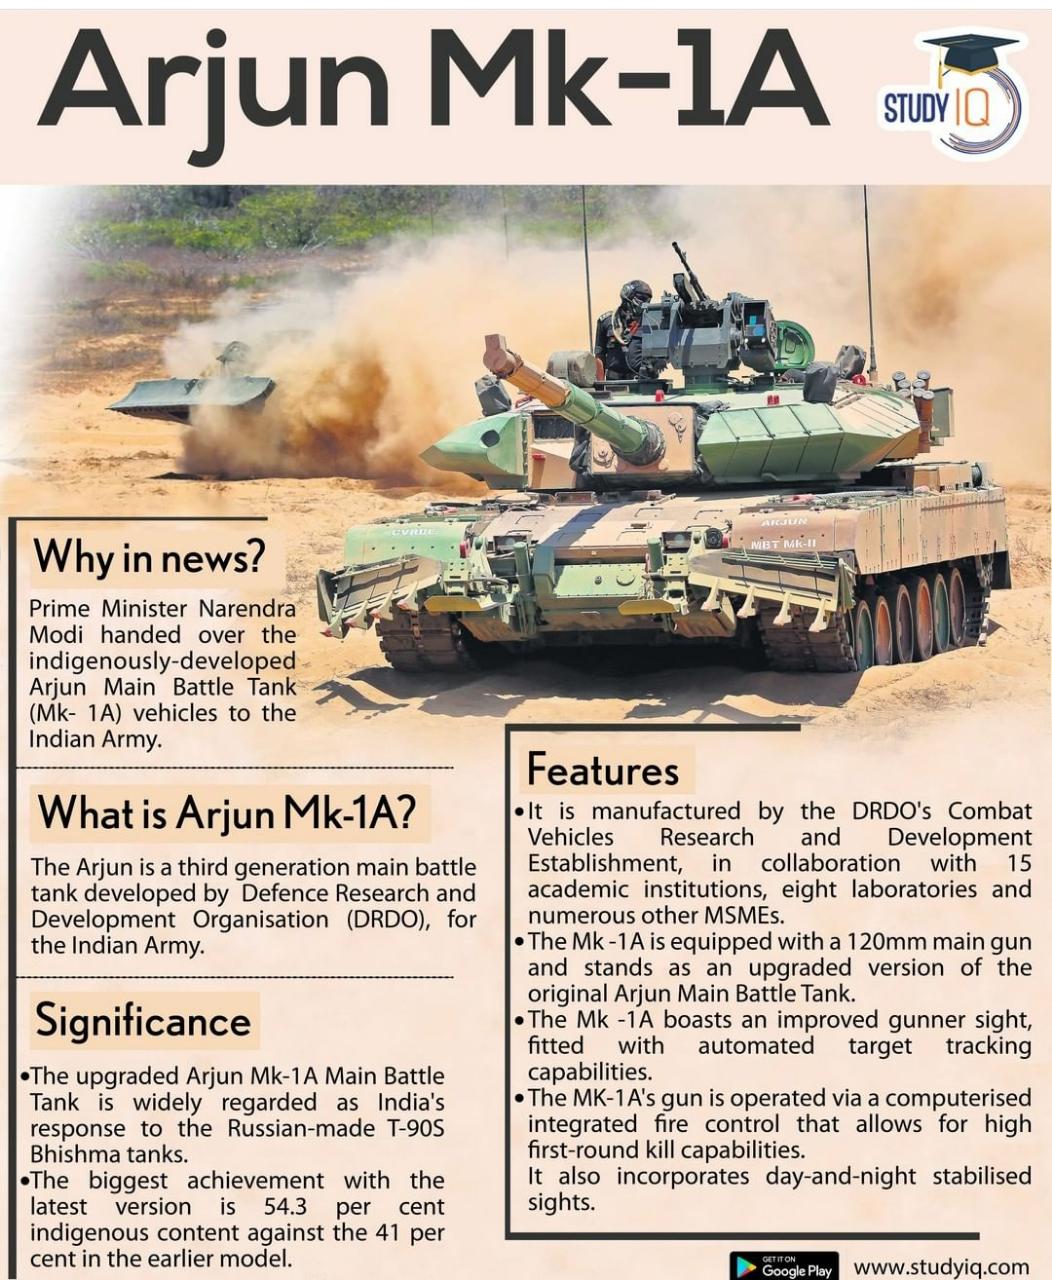 Arjun Mk-1A
STUDY IQ
CVRDE
ARJUN
MBT Mk-II
Why in news?
Prime Minister Narendra
Modi handed over the
indigenously-developed
Arjun Main Battle Tank
(Mk- 1A) vehicles to the
Indian Army.
What is Arjun Mk-1A?
The Arjun is a third generation main battle
tank developed by Defence Research and
Development Organisation (DRDO), for
the Indian Army.
Significance
•The upgraded Arjun Mk-1A Main Battle
Tank is widely regarded as India's
response to the Russian-made T-90S
Bhishma tanks.
•The biggest achievement with the
latest version is 54.3 per cent
indigenous content against the 41 per
cent in the earlier model.
Features
•It is manufactured by the DRDO's Combat
Vehicles Research and Development
Establishment, in collaboration with 15
academic institutions, eight laboratories and
numerous other MSMEs.
•The Mk -1A is equipped with a 120mm main gun
and stands as an upgraded version of the
original Arjun Main Battle Tank.
•The Mk -1A boasts an improved gunner sight,
fitted with automated target tracking
capabilities.
•The MK-1A's gun is operated via a computerised
integrated fire control that allows for high
first-round kill capabilities.
It also incorporates day-and-night stabilised
sights.
GET IT ON
Google Play
www.studyiq.com